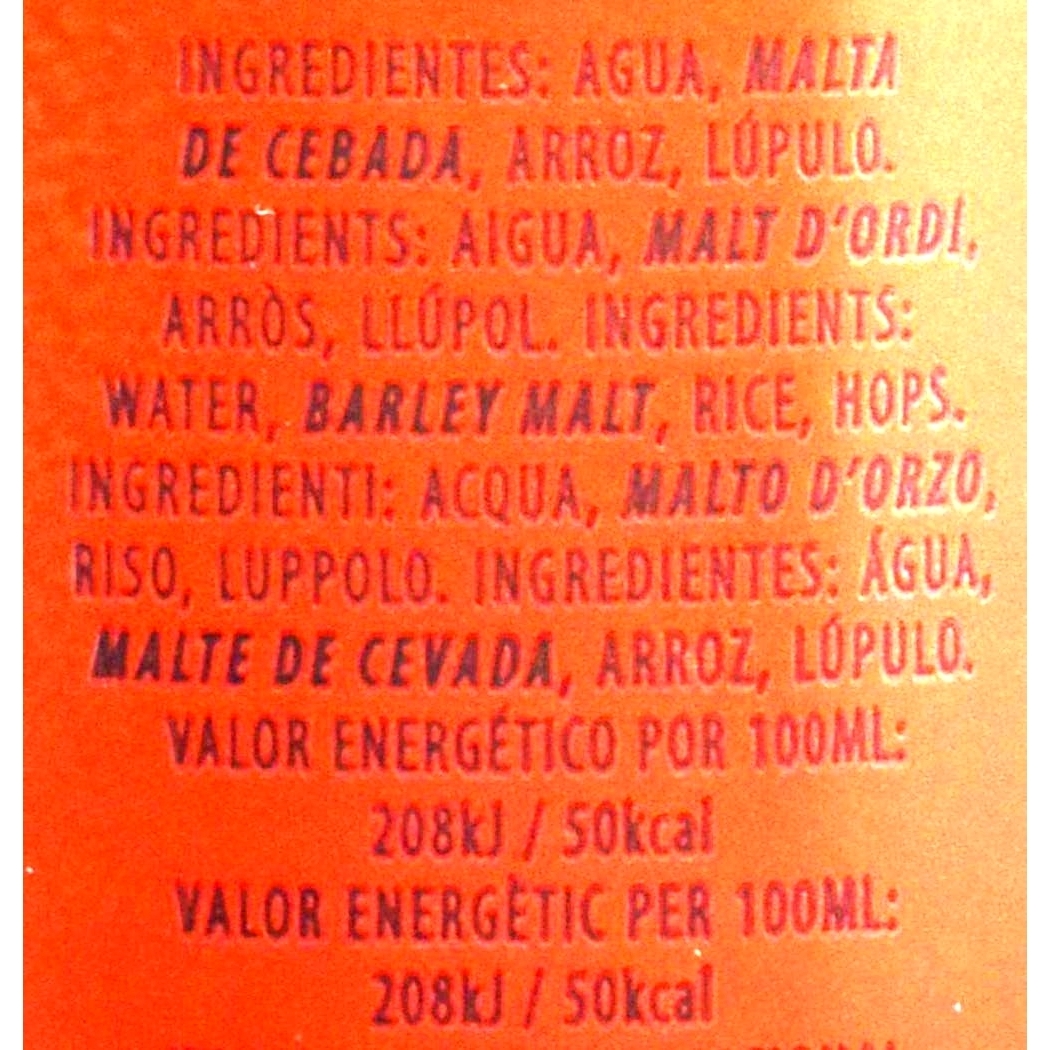 INGREDIENTES: AGUA, MALTA
DE CEBADA, ARROZ, LÚPULO.
INGREDIENTS: AIGUA, MALT D'ORDI,
ARRÒS, LLÚPOL. INGREDIENTS:
WATER, BARLEY MALT, RICE, HOPS.
INGREDIENTI: ACQUA, MALTO D'ORZO,
RISO, LUPPOLO. INGREDIENTES: ÁGUA,
MALTE DE CEVADA, ARROZ, LÚPULO.
VALOR ENERGÉTICO POR 100ML:
208kJ / 50kcal
VALOR ENERGÈTIC PER 100ML:
208kJ / 50kcal